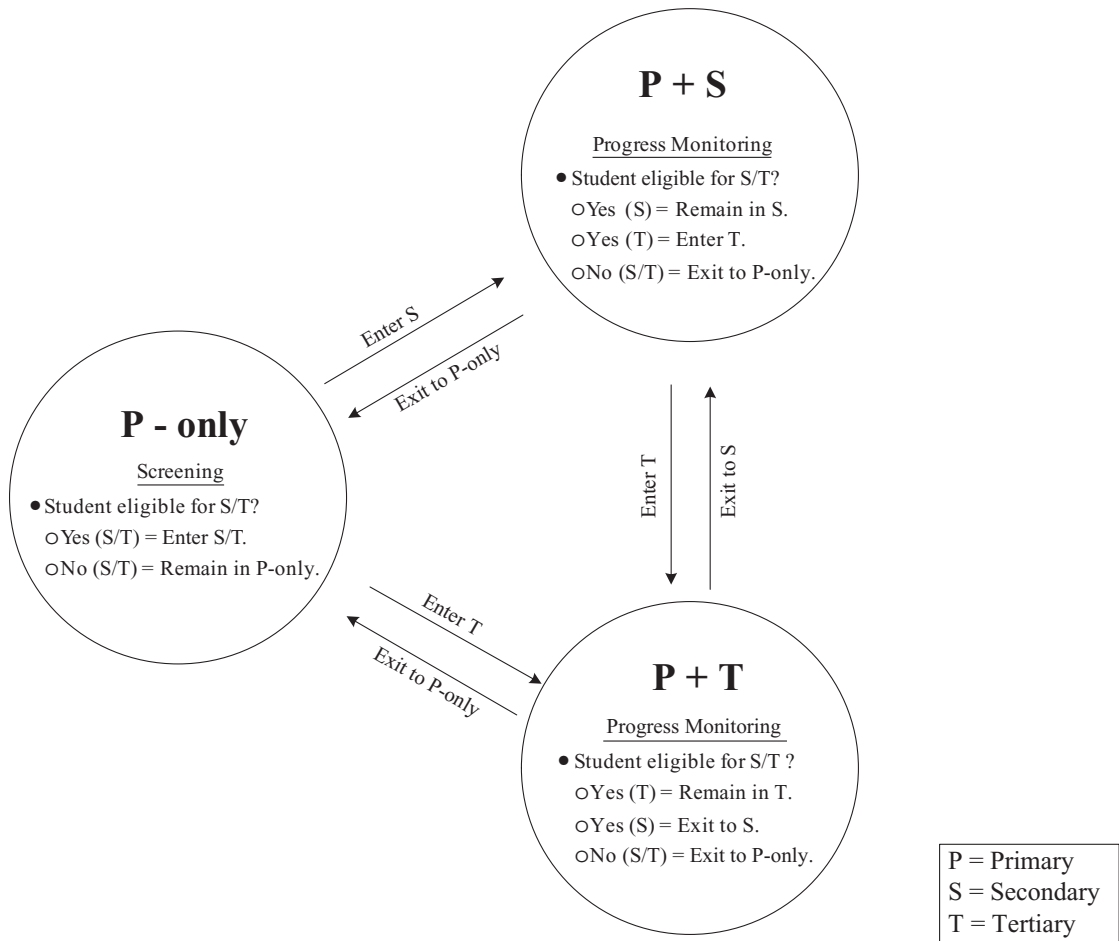 P + S
Progress Monitoring
● Student eligible for S/T?
○ Yes (S) = Remain in S.
○ Yes (T) = Enter T.
○ No (S/T) = Exit to P-only.
Enter S
Exit to P-only
P - only
Screening
● Student eligible for S/T?
○ Yes (S/T) = Enter S/T.
○ No (S/T) = Remain in P-only.
Enter T
Exit to S
Enter T
Exit to P-only
P + T
Progress Monitoring
● Student eligible for S/T ?
○ Yes (T) = Remain in T.
○ Yes (S) = Exit to S.
○ No (S/T) = Exit to P-only.
P = Primary
S = Secondary
T = Tertiary